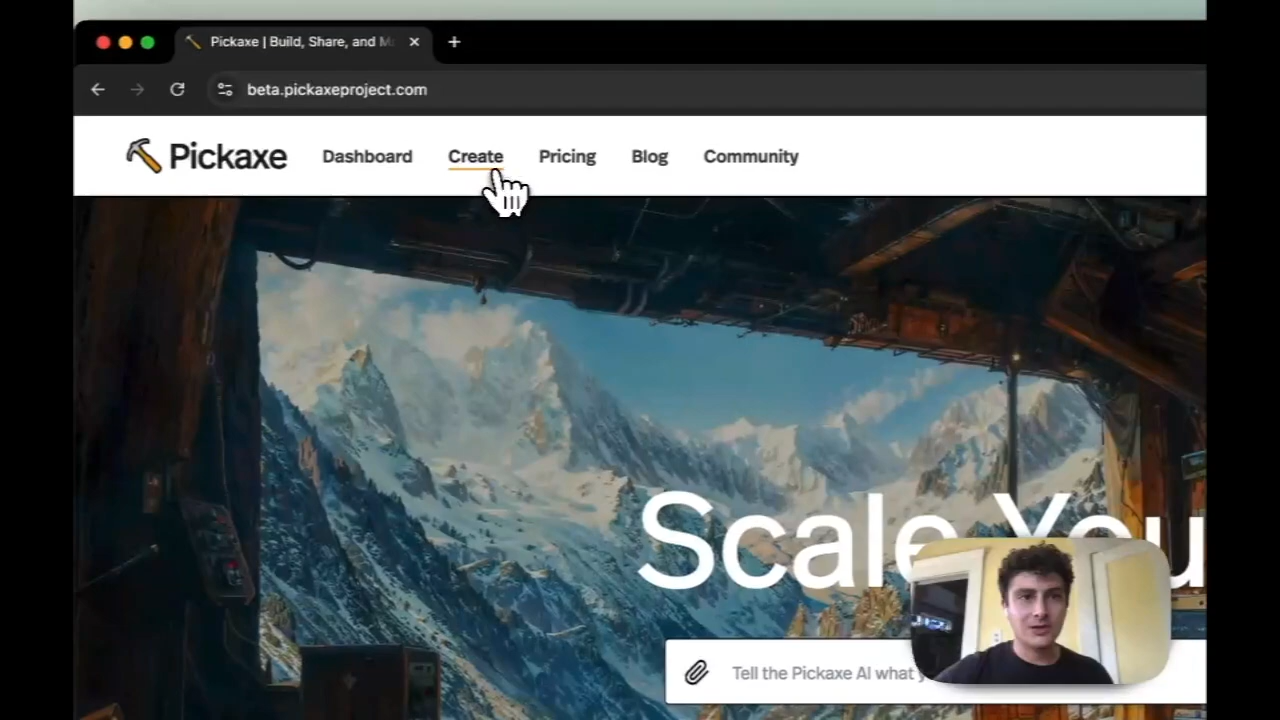 Pickaxe | Build, Share, and M
beta.pickaxeproject.com
Pickaxe Dashboard Create Pricing Blog Community
Scale You
Tell the Pickaxe AI what